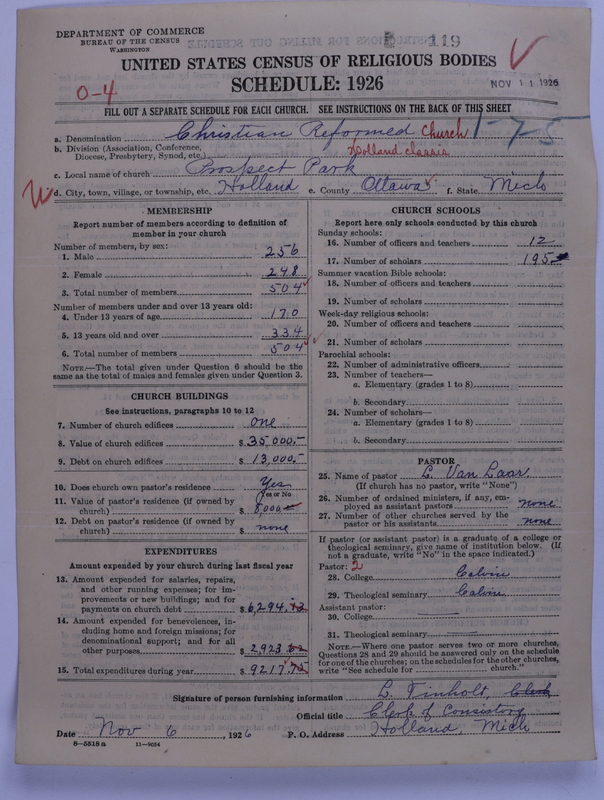 DEPARTMENT OF COMMERCE
BUREAU OF THE CENSUS
WASHINGTON
119
UNITED STATES CENSUS OF RELIGIOUS BODIES
SCHEDULE: 1926
NOV 11 1926
O-4
FILL OUT A SEPARATE SCHEDULE FOR EACH CHURCH. SEE INSTRUCTIONS ON THE BACK OF THIS SHEET
a. Denomination Christian Reformed Church 1-7-5
b. Division (Association, Conference, Diocese, Presbytery, Synod, etc.) Holland classis
c. Local name of church Prospect Park
d. City, town, village, or township, etc. Holland e. County Ottawa f. State Mich
MEMBERSHIP
Report number of members according to definition of member in your church
Number of members, by sex:
1. Male 256
2. Female 248
3. Total number of members 504
Number of members under and over 13 years old:
4. Under 13 years of age 170
5. 13 years old and over 334
6. Total number of members 504
NOTE.—The total given under Question 6 should be the same as the total of males and females given under Question 3.
CHURCH BUILDINGS
See instructions, paragraphs 10 to 12
7. Number of church edifices one
8. Value of church edifices $35000,-
9. Debt on church edifices $13,000,-
10. Does church own pastor's residence Yes
Yes or No
11. Value of pastor's residence (if owned by church) $8,000
12. Debt on pastor's residence (if owned by church) $ none
EXPENDITURES
Amount expended by your church during last fiscal year
13. Amount expended for salaries, repairs, and other running expenses; for improvements or new buildings; and for payments on church debt $6,294.
14. Amount expended for benevolences, including home and foreign missions; for denominational support; and for all other purposes $2923
15. Total expenditures during year $9217.
CHURCH SCHOOLS
Report here only schools conducted by this church
Sunday schools:
16. Number of officers and teachers 12
17. Number of scholars 195
Summer vacation Bible schools:
18. Number of officers and teachers
19. Number of scholars
Week-day religious schools:
20. Number of officers and teachers
21. Number of scholars
Parochial schools:
22. Number of administrative officers
23. Number of teachers—
a. Elementary (grades 1 to 8)
b. Secondary
24. Number of scholars—
a. Elementary (grades 1 to 8)
b. Secondary
PASTOR
25. Name of pastor L. Van Laar
(If church has no pastor, write "None")
26. Number of ordained ministers, if any, employed as assistant pastors none
27. Number of other churches served by the pastor or his assistants none
If pastor (or assistant pastor) is a graduate of a college or theological seminary, give name of institution below. (If not a graduate, write "No" in the space indicated.)
Pastor: 2
28. College Calvin
29. Theological seminary Calvin
Assistant pastor:
30. College
31. Theological seminary
NOTE.—Where one pastor serves two or more churches, Questions 28 and 29 should be answered only on the schedule for one of the churches; on the schedules for the other churches, write "See schedule for church."
Signature of person furnishing information L. Tinholt, Clerk
Official title Clerk of Consistory
Date Nov 6, 1926 P. O. Address Holland, Mich
8-5518a 11-9034